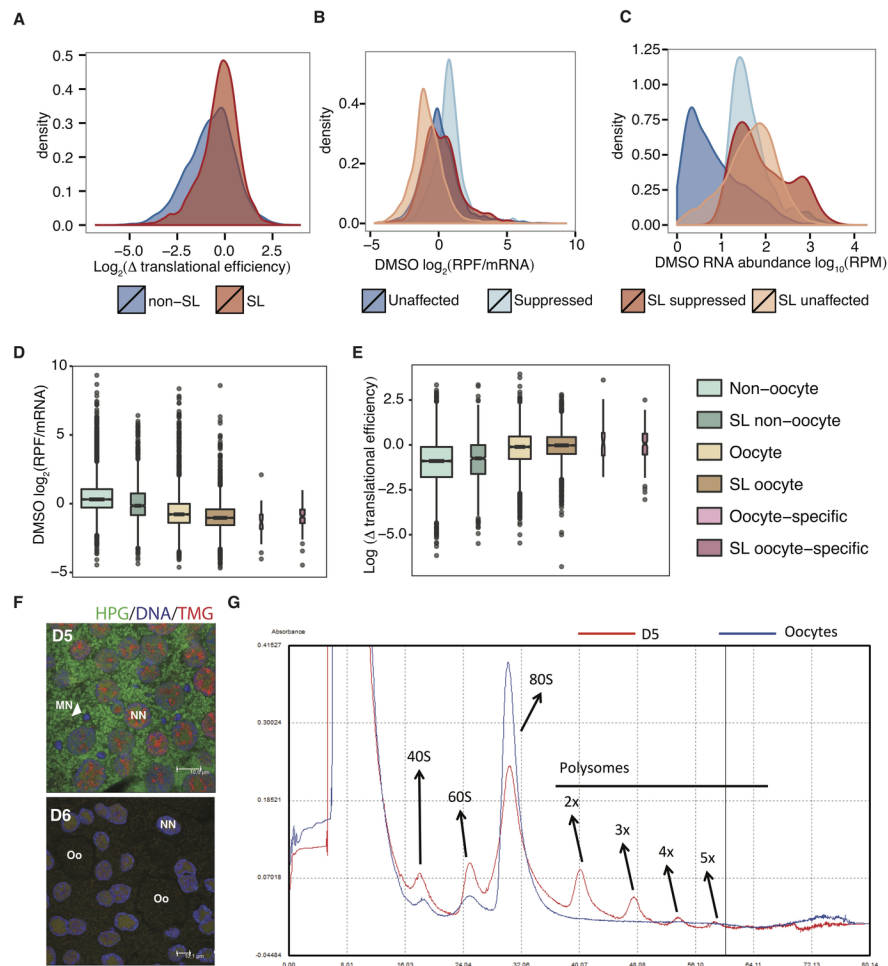 A
0.5
0.4
0.3
0.2
0.1
0.0
density
−5.0
−2.5
0.0
2.5
Log2(Δ translational efficiency)
non−SL
SL
B
0.4
0.2
0.0
density
−5
0
5
10
DMSO log2(RPF/mRNA)
C
1.25
1.00
0.75
0.50
0.25
0.00
density
0
1
2
3
4
DMSO RNA abundance log10(RPM)
Unaffected
Suppressed
SL suppressed
SL unaffected
D
10
5
0
−5
DMSO log2(RPF/mRNA)
E
2.5
0.0
−2.5
−5.0
Log (Δ translational efficiency)
Non−oocyte
SL non−oocyte
Oocyte
SL oocyte
Oocyte−specific
SL oocyte−specific
F
HPG/DNA/TMG
D5
MN
NN
D6
NN
Oo
Oo
G
Absorbance
D5
Oocytes
0.41527
0.30024
0.18521
0.07018
-0.04484
40S
60S
80S
Polysomes
2x
3x
4x
5x
0.00
8.01
16.03
24.04
32.06
40.07
48.08
56.10
64.11
72.13
80.14